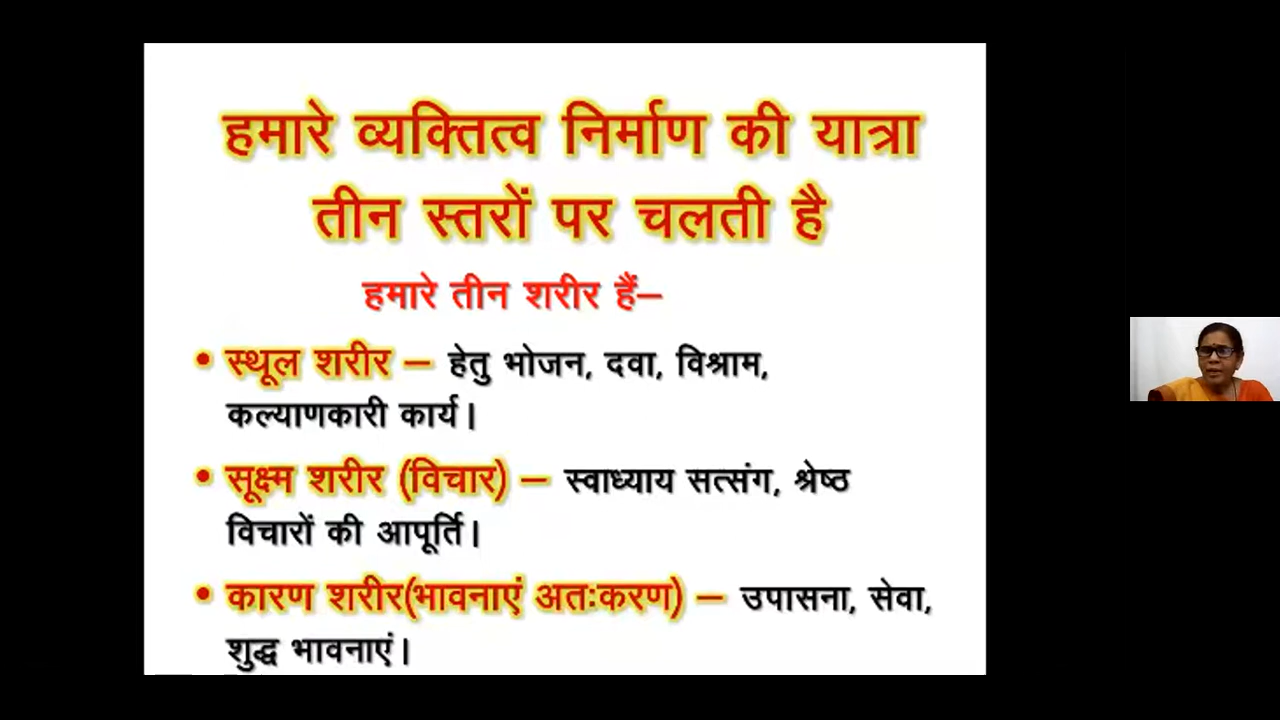 हमारे व्यक्तित्व निर्माण की यात्रा
तीन स्तरों पर चलती है
हमारे तीन शरीर हैं–
• स्थूल शरीर – हेतु भोजन, दवा, विश्राम,
कल्याणकारी कार्य।
• सूक्ष्म शरीर (विचार) – स्वाध्याय सत्संग, श्रेष्ठ
विचारों की आपूर्ति।
• कारण शरीर(भावनाएं अतःकरण) – उपासना, सेवा,
शुद्ध भावनाएं।